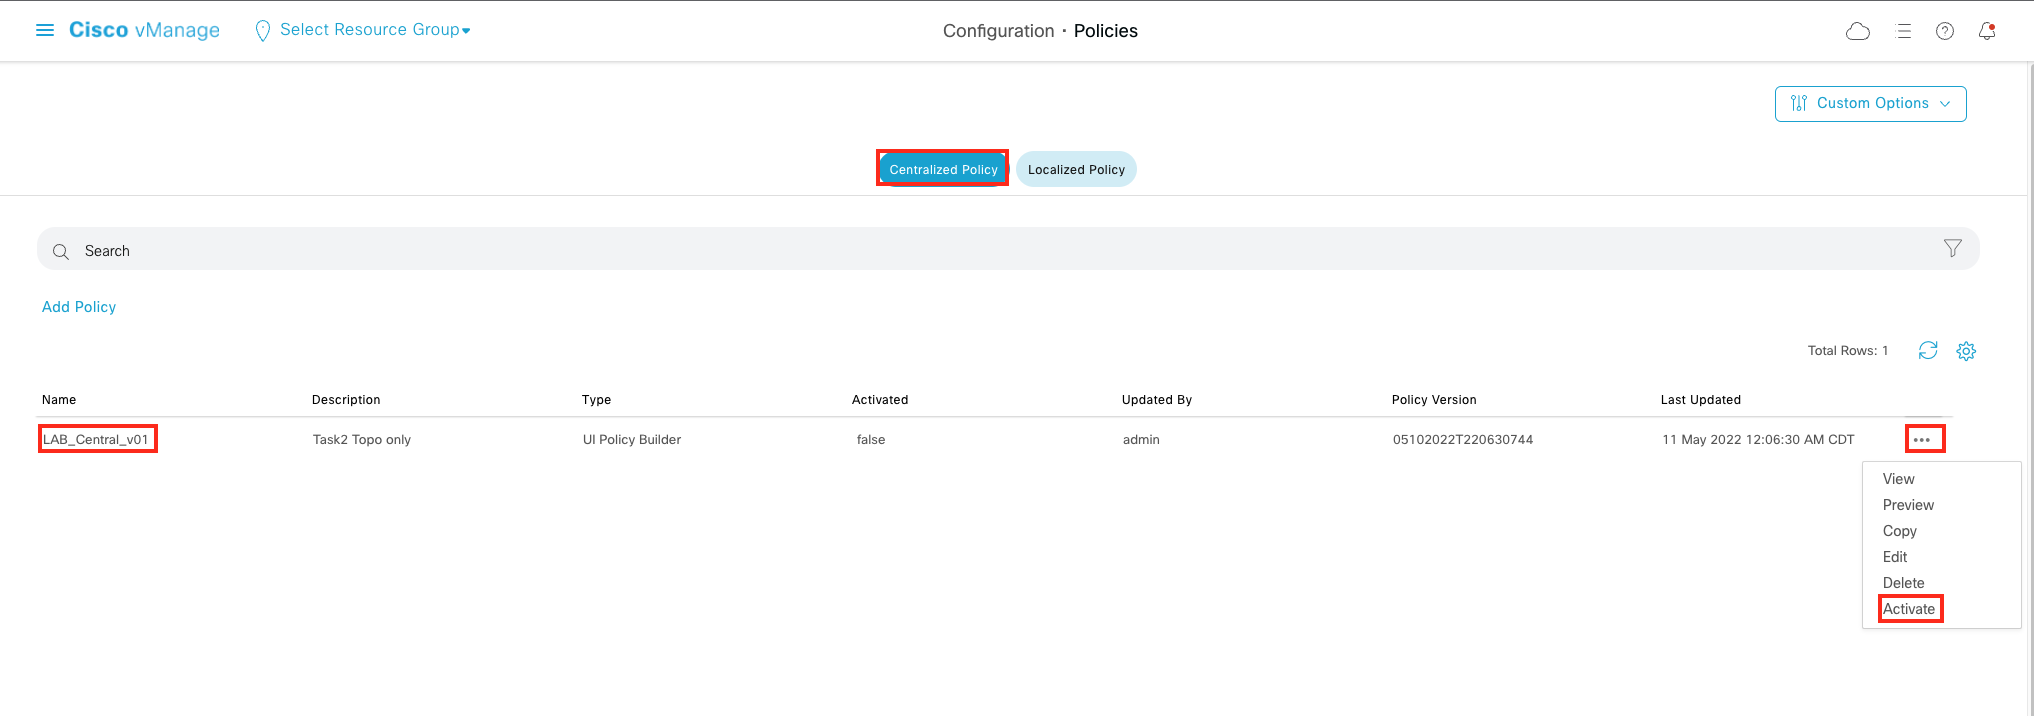 Cisco vManage
Select Resource Group
Configuration · Policies
Custom Options
Centralized Policy
Localized Policy
Search
Add Policy
Total Rows: 1
Name Description Type Activated Updated By Policy Version Last Updated
LAB_Central_v01 Task2 Topo only UI Policy Builder false admin 05102022T220630744 11 May 2022 12:06:30 AM CDT
View
Preview
Copy
Edit
Delete
Activate